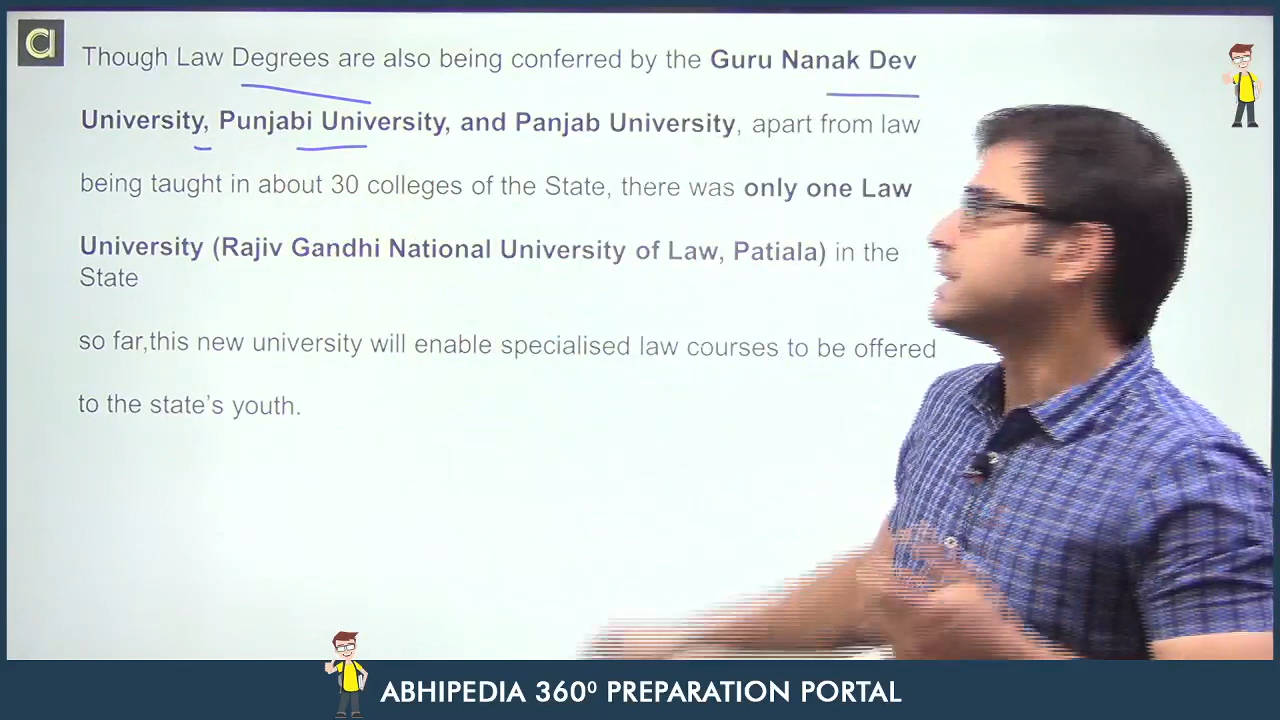 a
Though Law Degrees are also being conferred by the Guru Nanak Dev
University, Punjabi University, and Panjab University, apart from law
being taught in about 30 colleges of the State, there was only one Law
University (Rajiv Gandhi National University of Law, Patiala) in the
State
so far,this new university will enable specialised law courses to be offered
to the state's youth.
ABHIPEDIA 360⁰ PREPARATION PORTAL